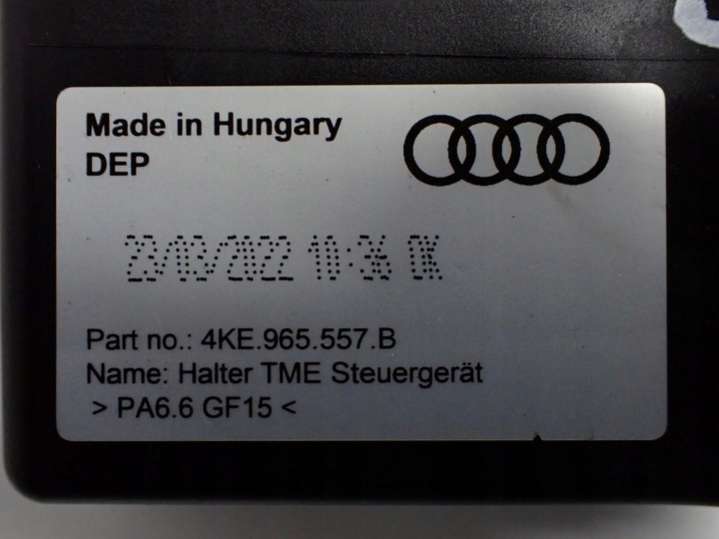 Made in Hungary
DEP
23/03/2022 10:36 OK
Part no.: 4KE.965.557.B
Name: Halter TME Steuergerät
> PA6.6 GF15 <